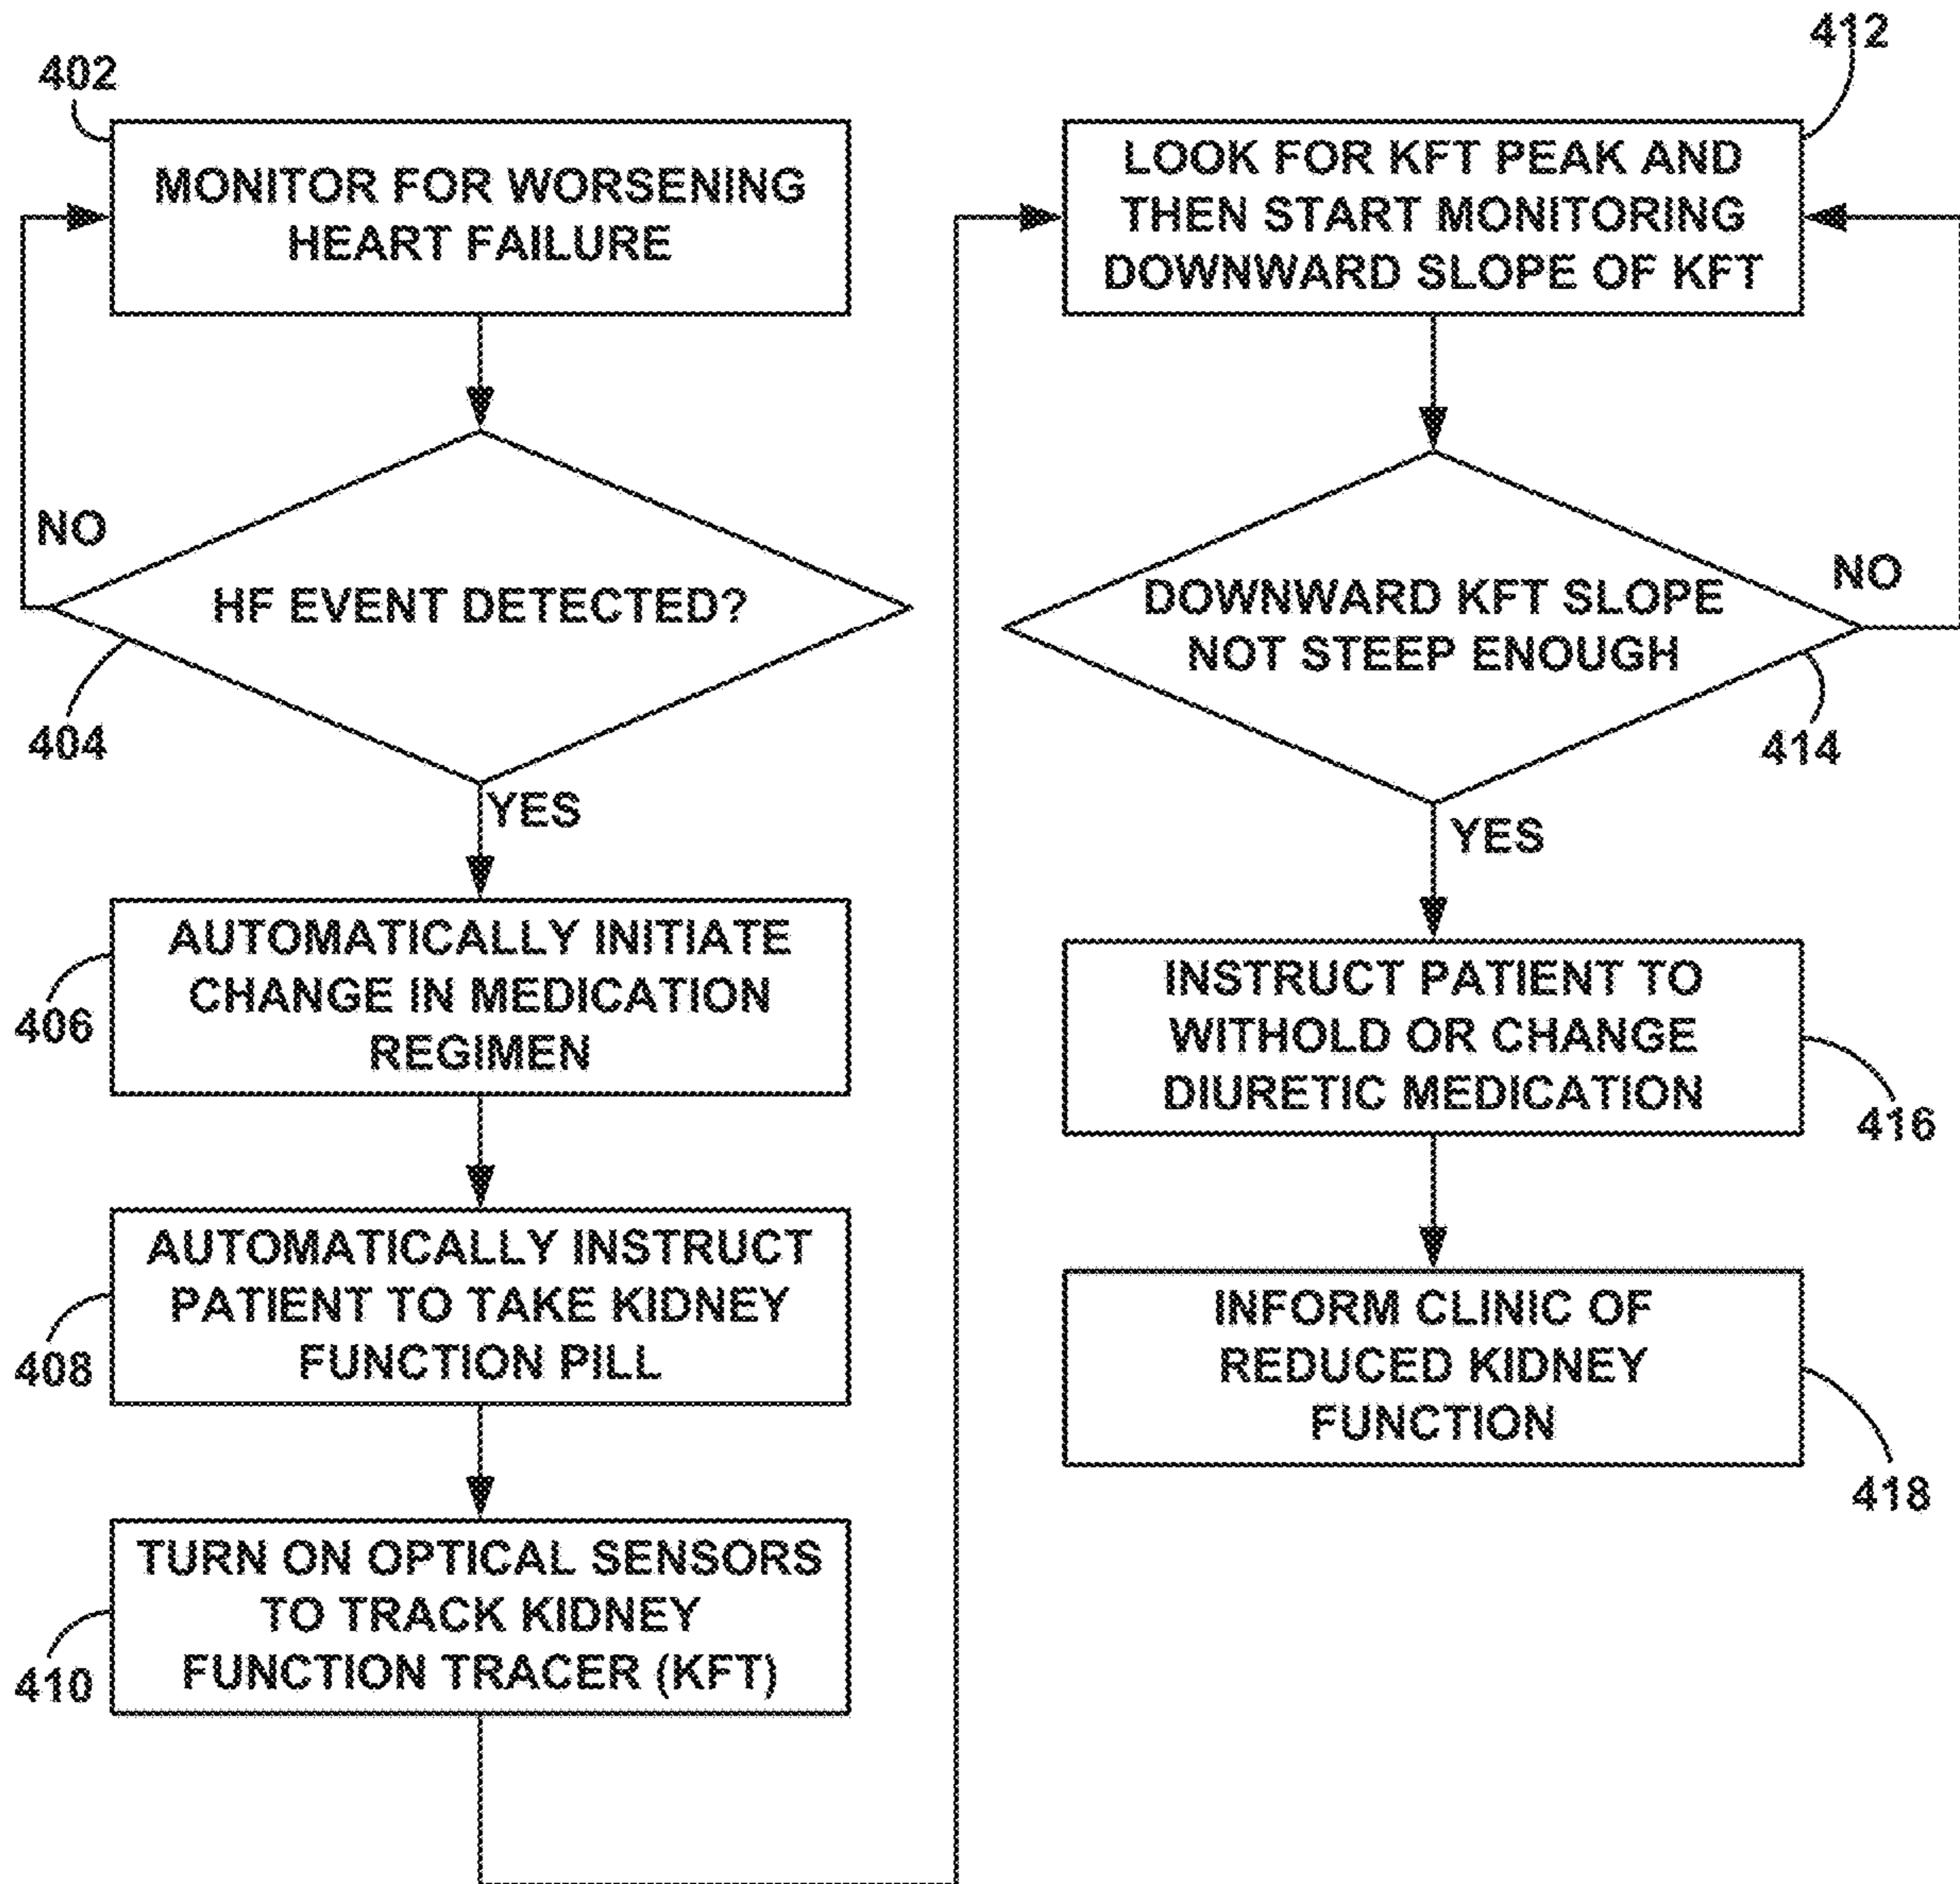 402
MONITOR FOR WORSENING
HEART FAILURE
NO
HF EVENT DETECTED?
404
YES
AUTOMATICALLY INITIATE
CHANGE IN MEDICATION
REGIMEN
406
AUTOMATICALLY INSTRUCT
PATIENT TO TAKE KIDNEY
FUNCTION PILL
408
TURN ON OPTICAL SENSORS
TO TRACK KIDNEY
FUNCTION TRACER (KFT)
410
412
LOOK FOR KFT PEAK AND
THEN START MONITORING
DOWNWARD SLOPE OF KFT
NO
DOWNWARD KFT SLOPE
NOT STEEP ENOUGH
414
YES
INSTRUCT PATIENT TO
WITHOLD OR CHANGE
DIURETIC MEDICATION
416
INFORM CLINIC OF
REDUCED KIDNEY
FUNCTION
418